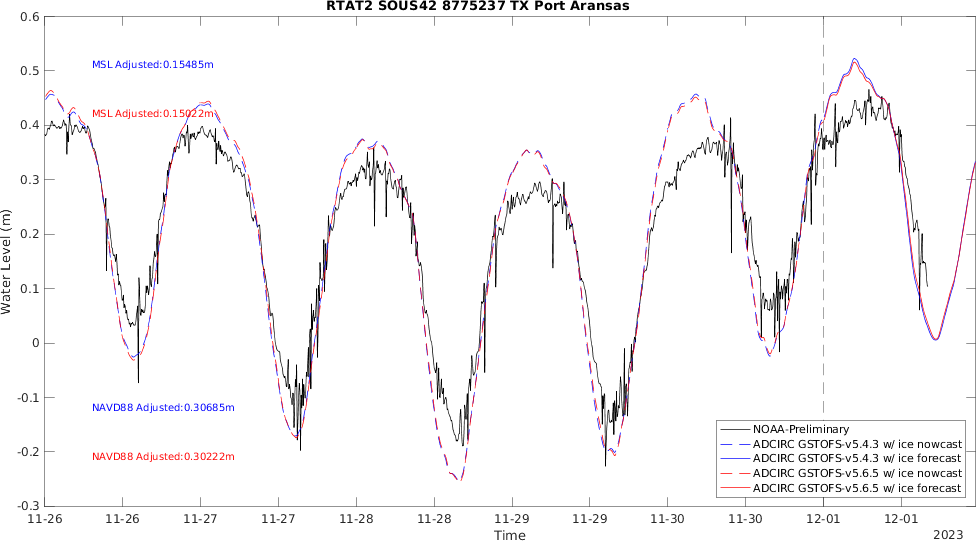 RTAT2 SOUS42 8775237 TX Port Aransas
0.6
0.5
0.4
0.3
0.2
0.1
0
-0.1
-0.2
-0.3
Water Level (m)
MSL Adjusted:0.15485m
MSL Adjusted:0.15022m
NAVD88 Adjusted:0.30685m
NAVD88 Adjusted:0.30222m
NOAA-Preliminary
ADCIRC GSTOFS-v5.4.3 w/ ice nowcast
ADCIRC GSTOFS-v5.4.3 w/ ice forecast
ADCIRC GSTOFS-v5.6.5 w/ ice nowcast
ADCIRC GSTOFS-v5.6.5 w/ ice forecast
11-26 11-26 11-27 11-27 11-28 11-28 11-29 11-29 11-30 11-30 12-01 12-01
Time
2023